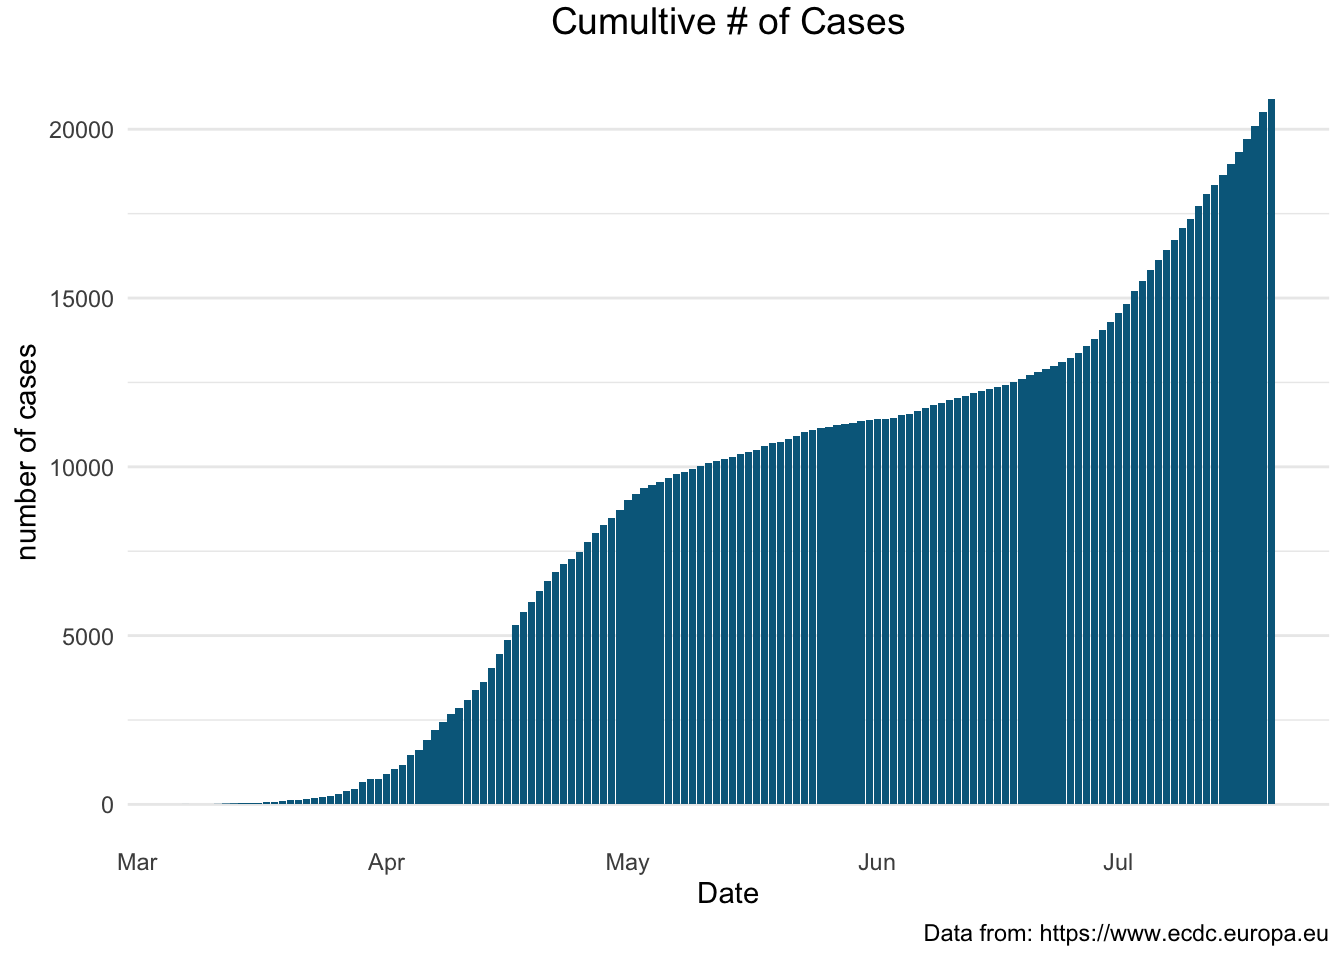 Cumultive # of Cases
number of cases
20000
15000
10000
5000
0
Mar Apr May Jun Jul
Date
Data from: https://www.ecdc.europa.eu